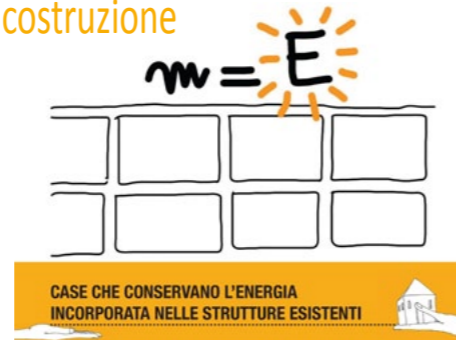 costruzione
m = E
CASE CHE CONSERVANO L'ENERGIA
INCORPORATA NELLE STRUTTURE ESISTENTI